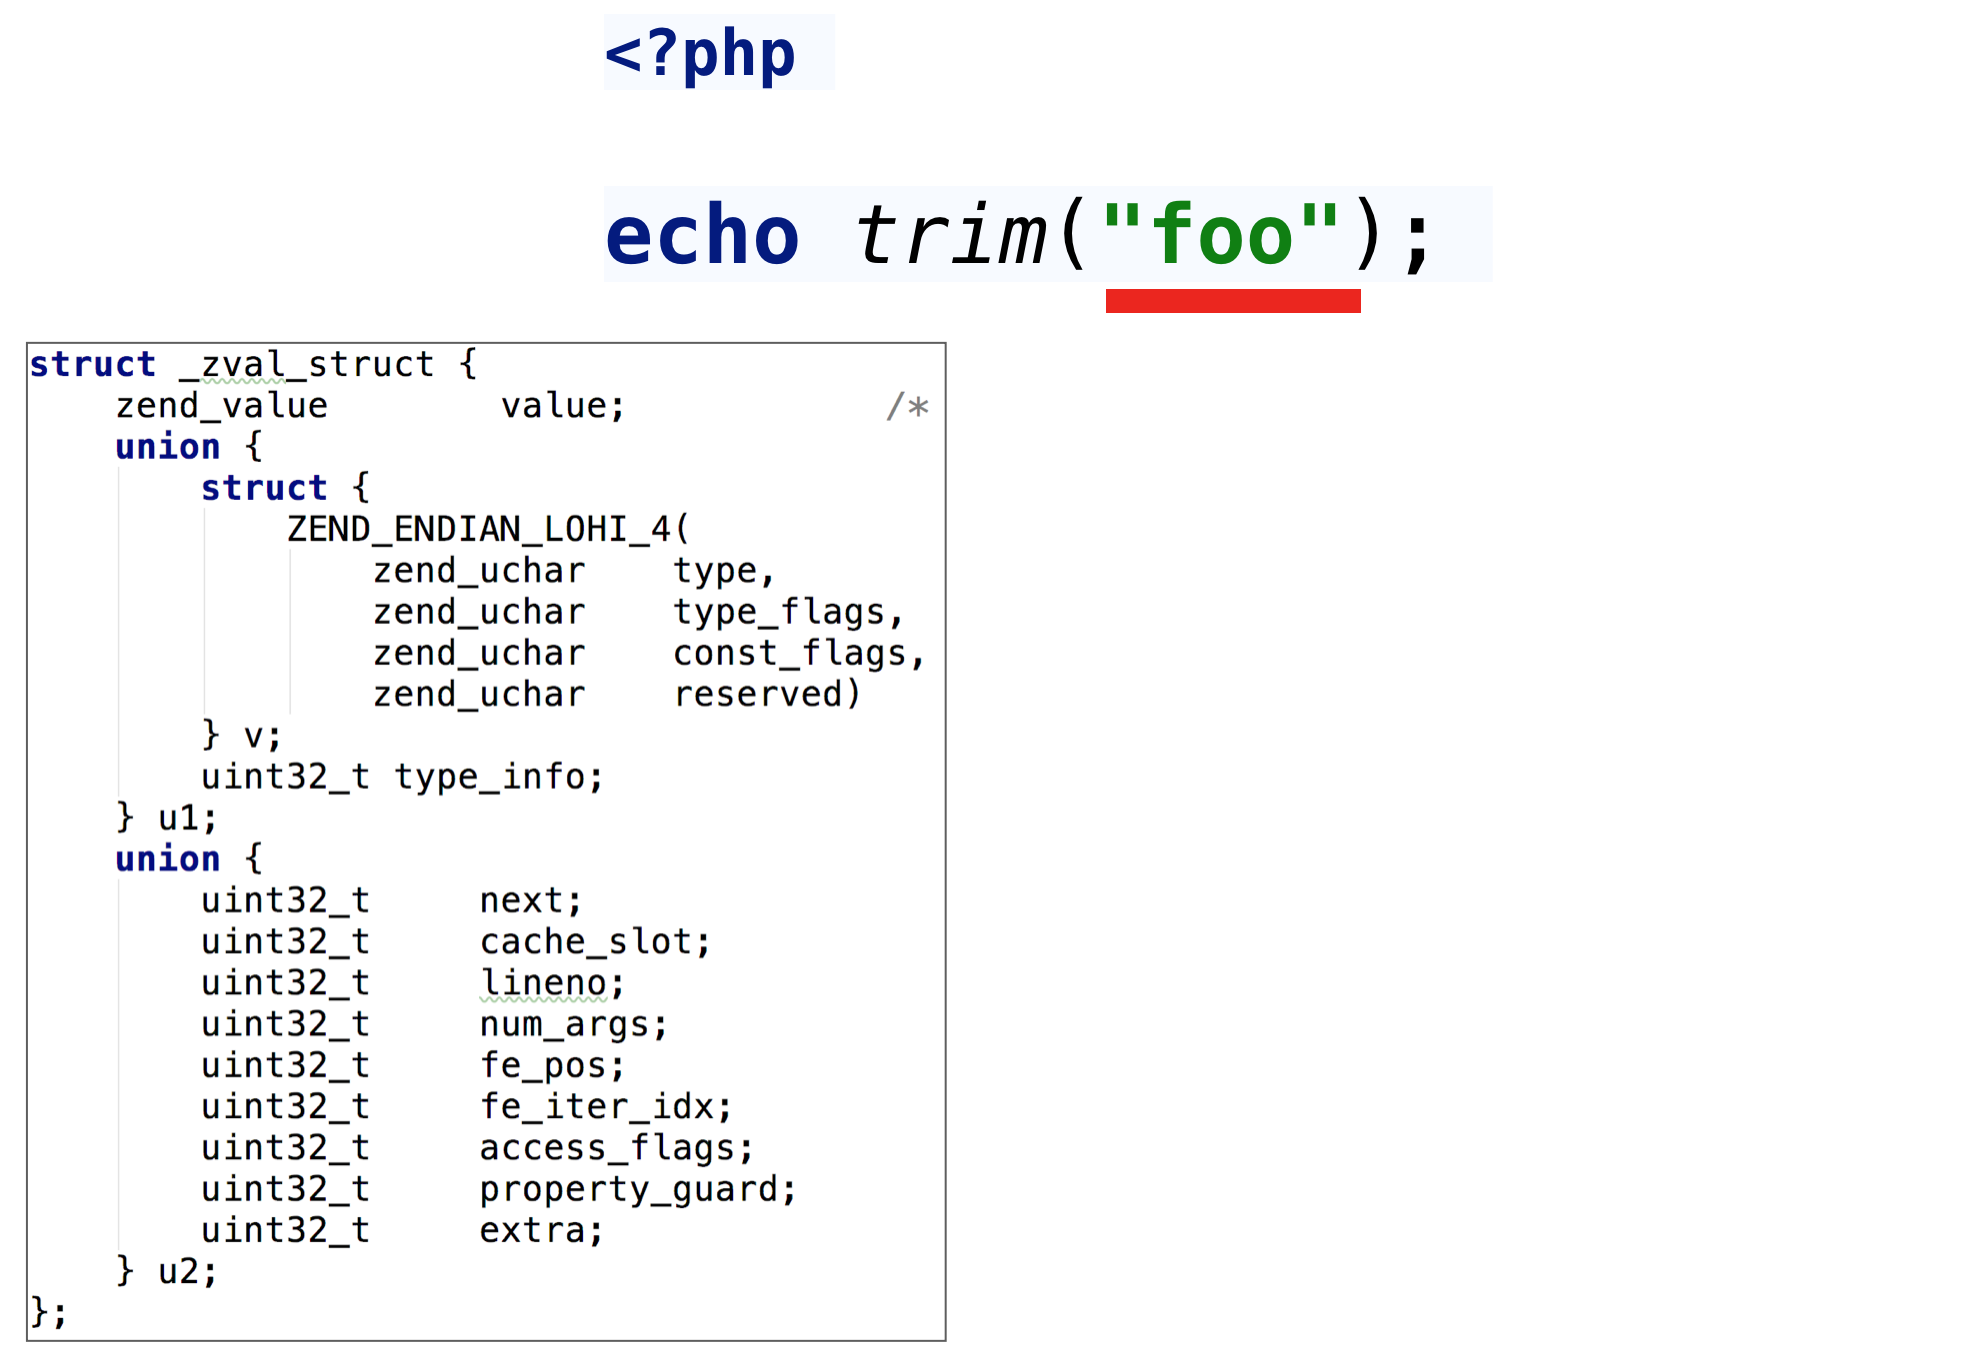 <?php
echo trim("foo");
struct _zval_struct {
    zend_value        value;            /*
    union {
        struct {
            ZEND_ENDIAN_LOHI_4(
                zend_uchar    type,
                zend_uchar    type_flags,
                zend_uchar    const_flags,
                zend_uchar    reserved)
        } v;
        uint32_t type_info;
    } u1;
    union {
        uint32_t     next;
        uint32_t     cache_slot;
        uint32_t     lineno;
        uint32_t     num_args;
        uint32_t     fe_pos;
        uint32_t     fe_iter_idx;
        uint32_t     access_flags;
        uint32_t     property_guard;
        uint32_t     extra;
    } u2;
};